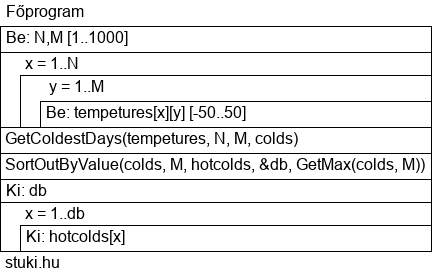 Főprogram
Be: N,M [1..1000]
x = 1..N
y = 1..M
Be: tempetures[x][y] [-50..50]
GetColdestDays(tempetures, N, M, colds)
SortOutByValue(colds, M, hotcolds, &db, GetMax(colds, M))
Ki: db
x = 1..db
Ki: hotcolds[x]
stuki.hu